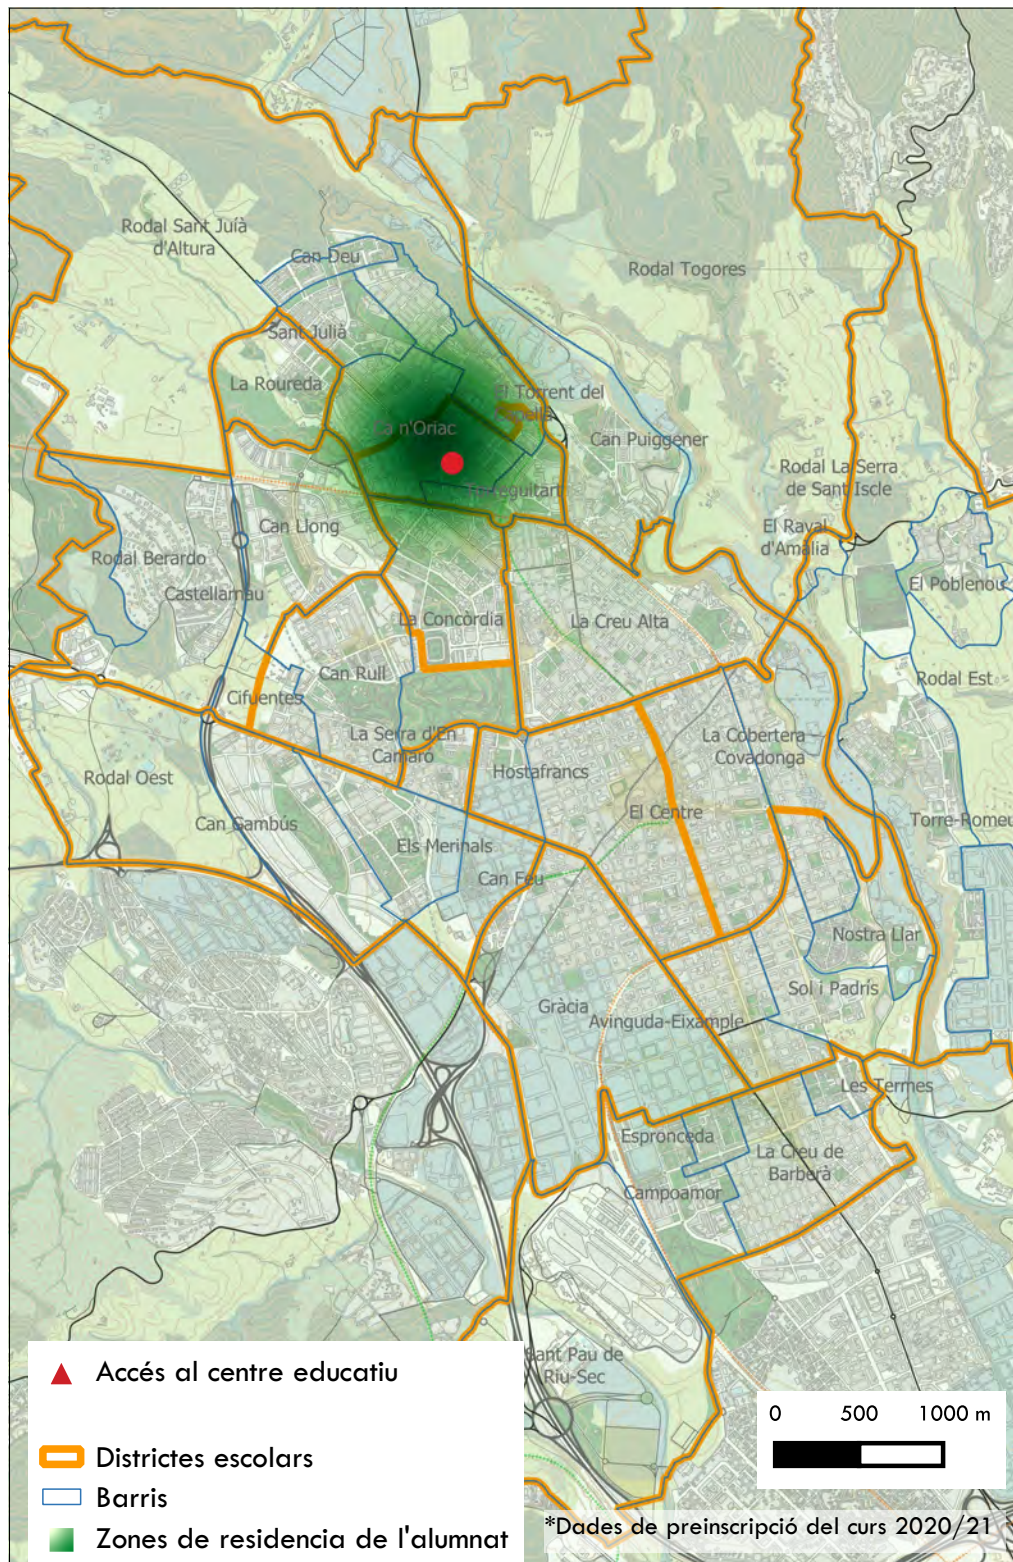 Rodal Sant Juíà
d'Altura
Can Deu
Rodal Togores
Sant Julià
La Roureda
El Torrent del
n'Oriac
Can Puiggener
Rodal La Serra
de Sant Iscle
Can Llong
El Raval
d'Amàlia
Rodal Berardo
El Poblenou
Castellarnau
La Concòrdia
La Creu Alta
Can Rull
Rodal Est
Cifuentes
La Serra d'En
Camaró
La Cobertera
Covadonga
Hostafrancs
Rodal Oest
El Centre
Can Gambús
Torre-Romeu
Els Merinals
Can Feu
Nostra Llar
Sol i Padrís
Gràcia
Avinguda-Eixample
Les Termes
Espronceda
La Creu de
Barberà
Campoamor
Sant Pau de
Riu-Sec
Accés al centre educatiu
Districtes escolars
Barris
Zones de residencia de l'alumnat
0 500 1000 m
*Dades de preinscripció del curs 2020/21